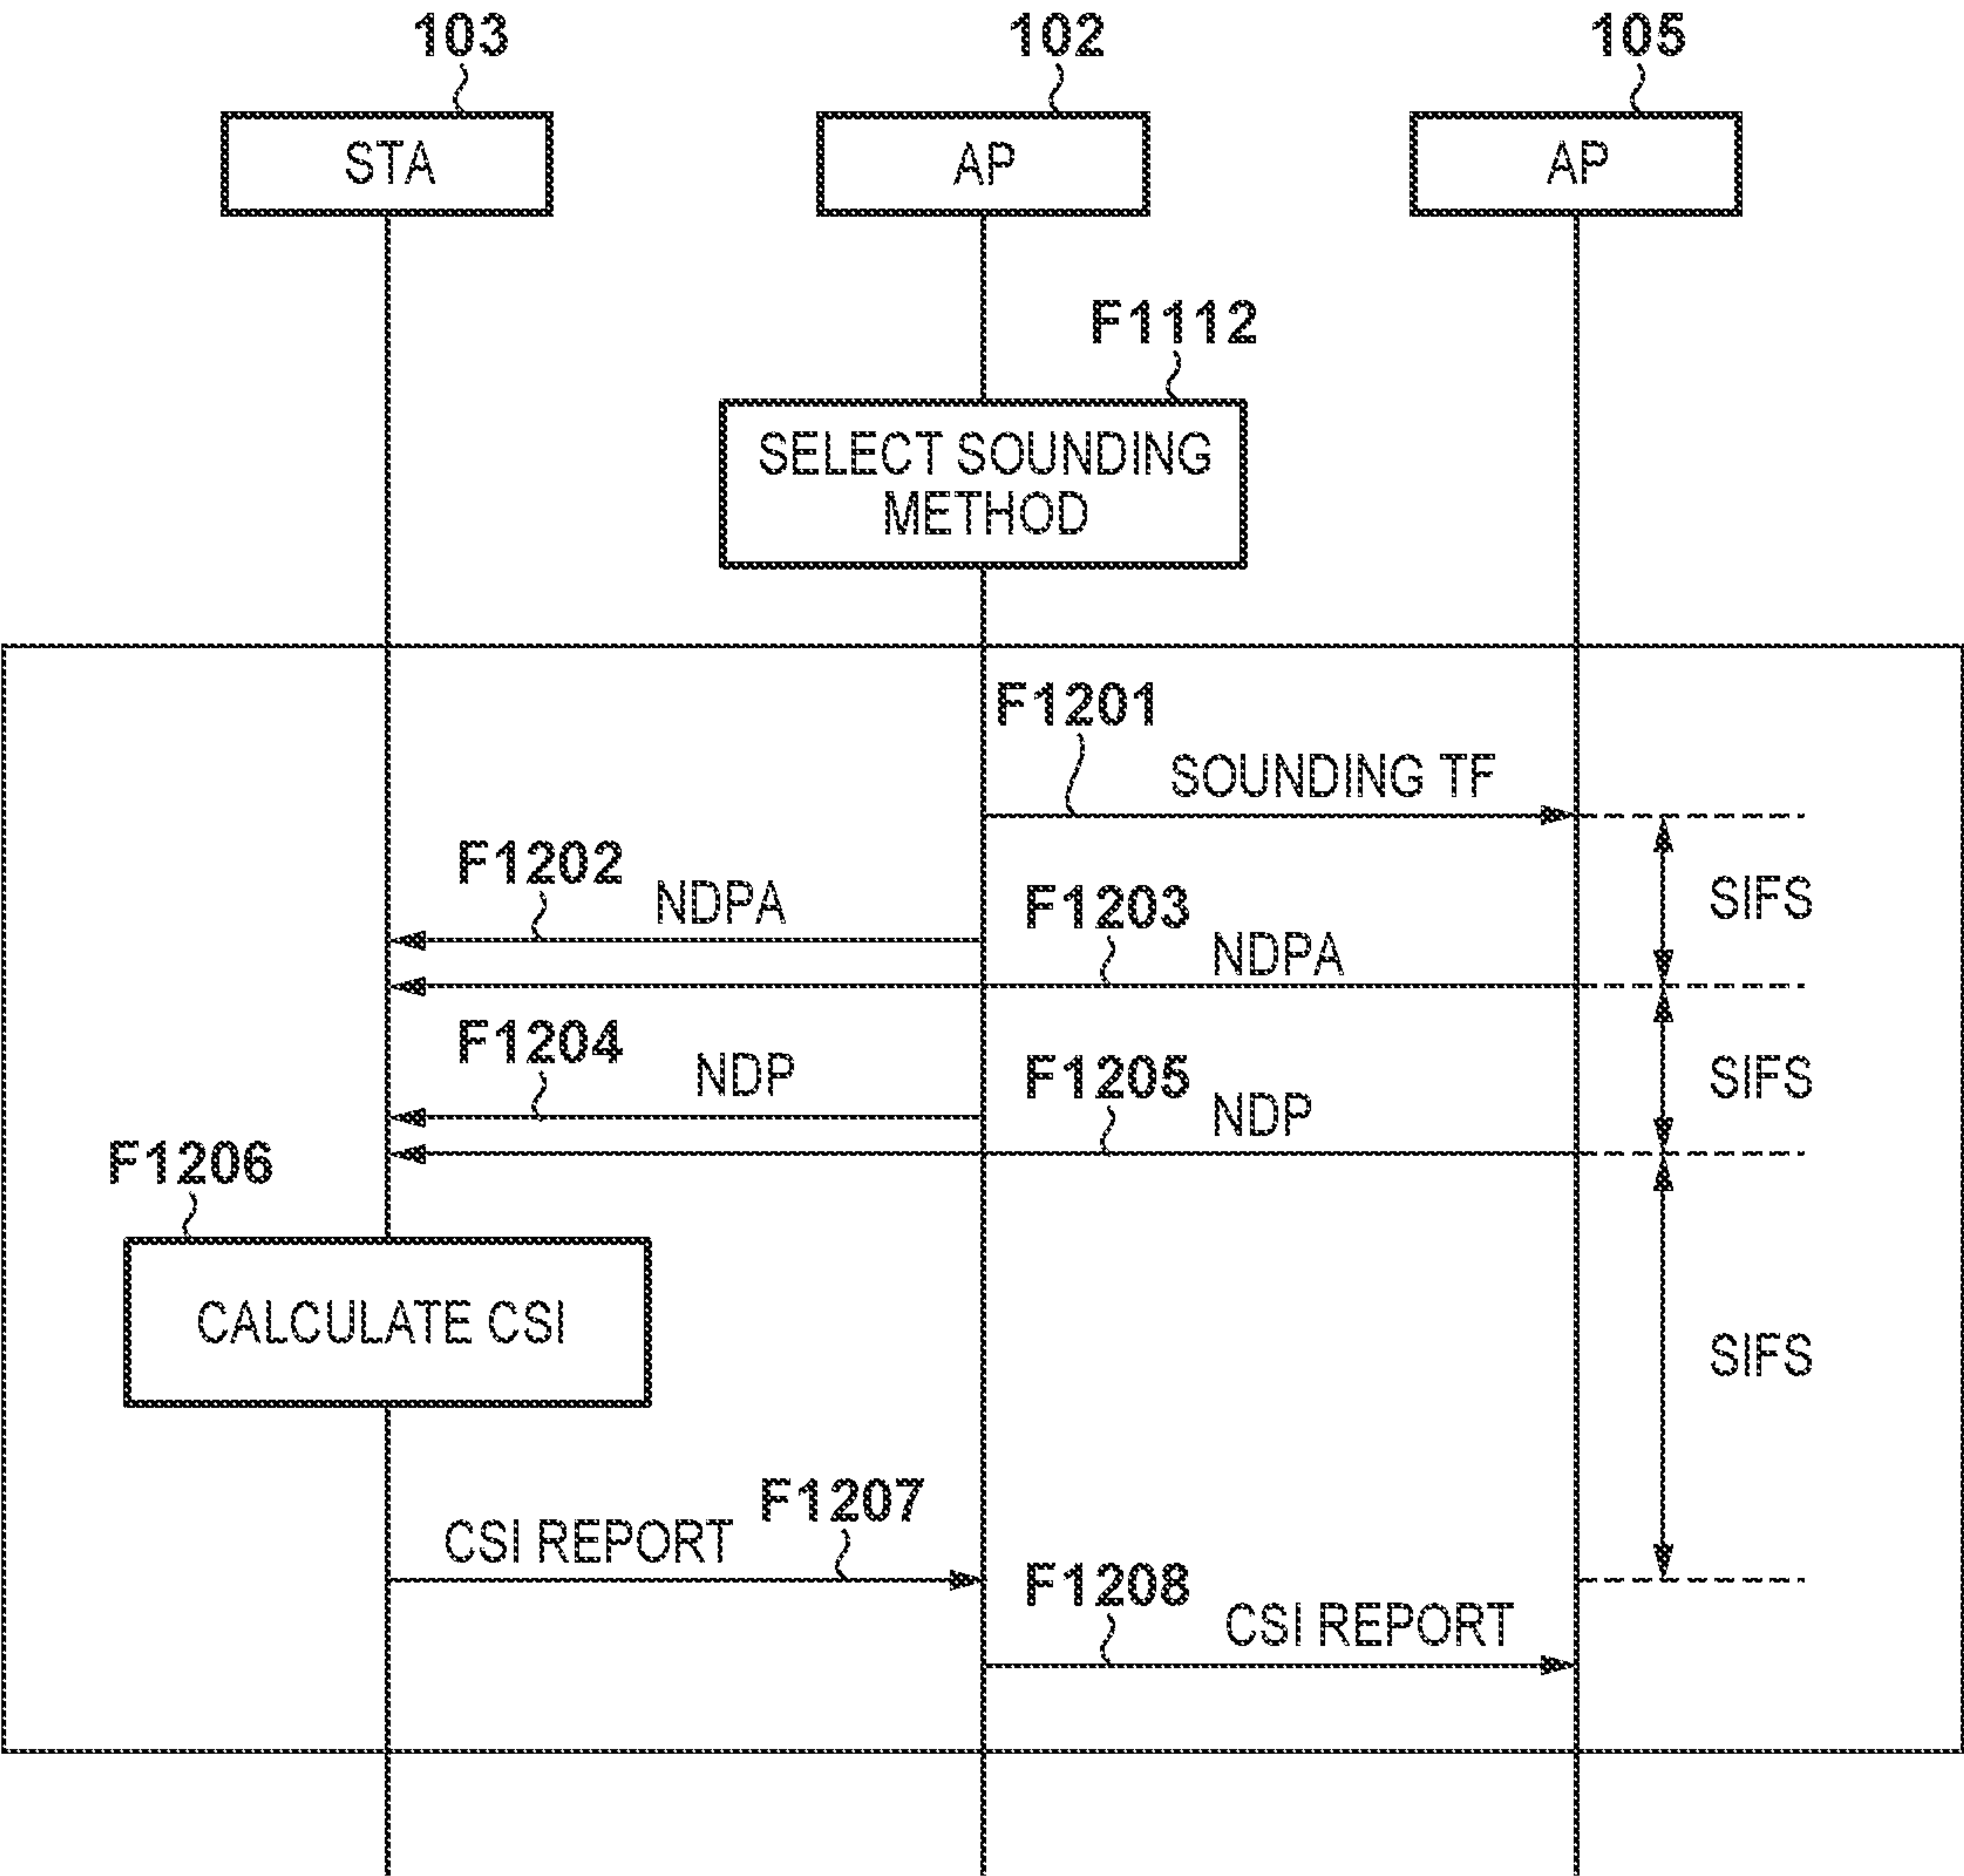 103
102
105
STA
AP
AP
F1112
SELECT SOUNDING
METHOD
F1201
SOUNDING TF
F1202
NDPA
F1203
NDPA
SIFS
F1204
NDP
F1205
NDP
SIFS
F1206
CALCULATE CSI
SIFS
F1207
CSI REPORT
F1208
CSI REPORT